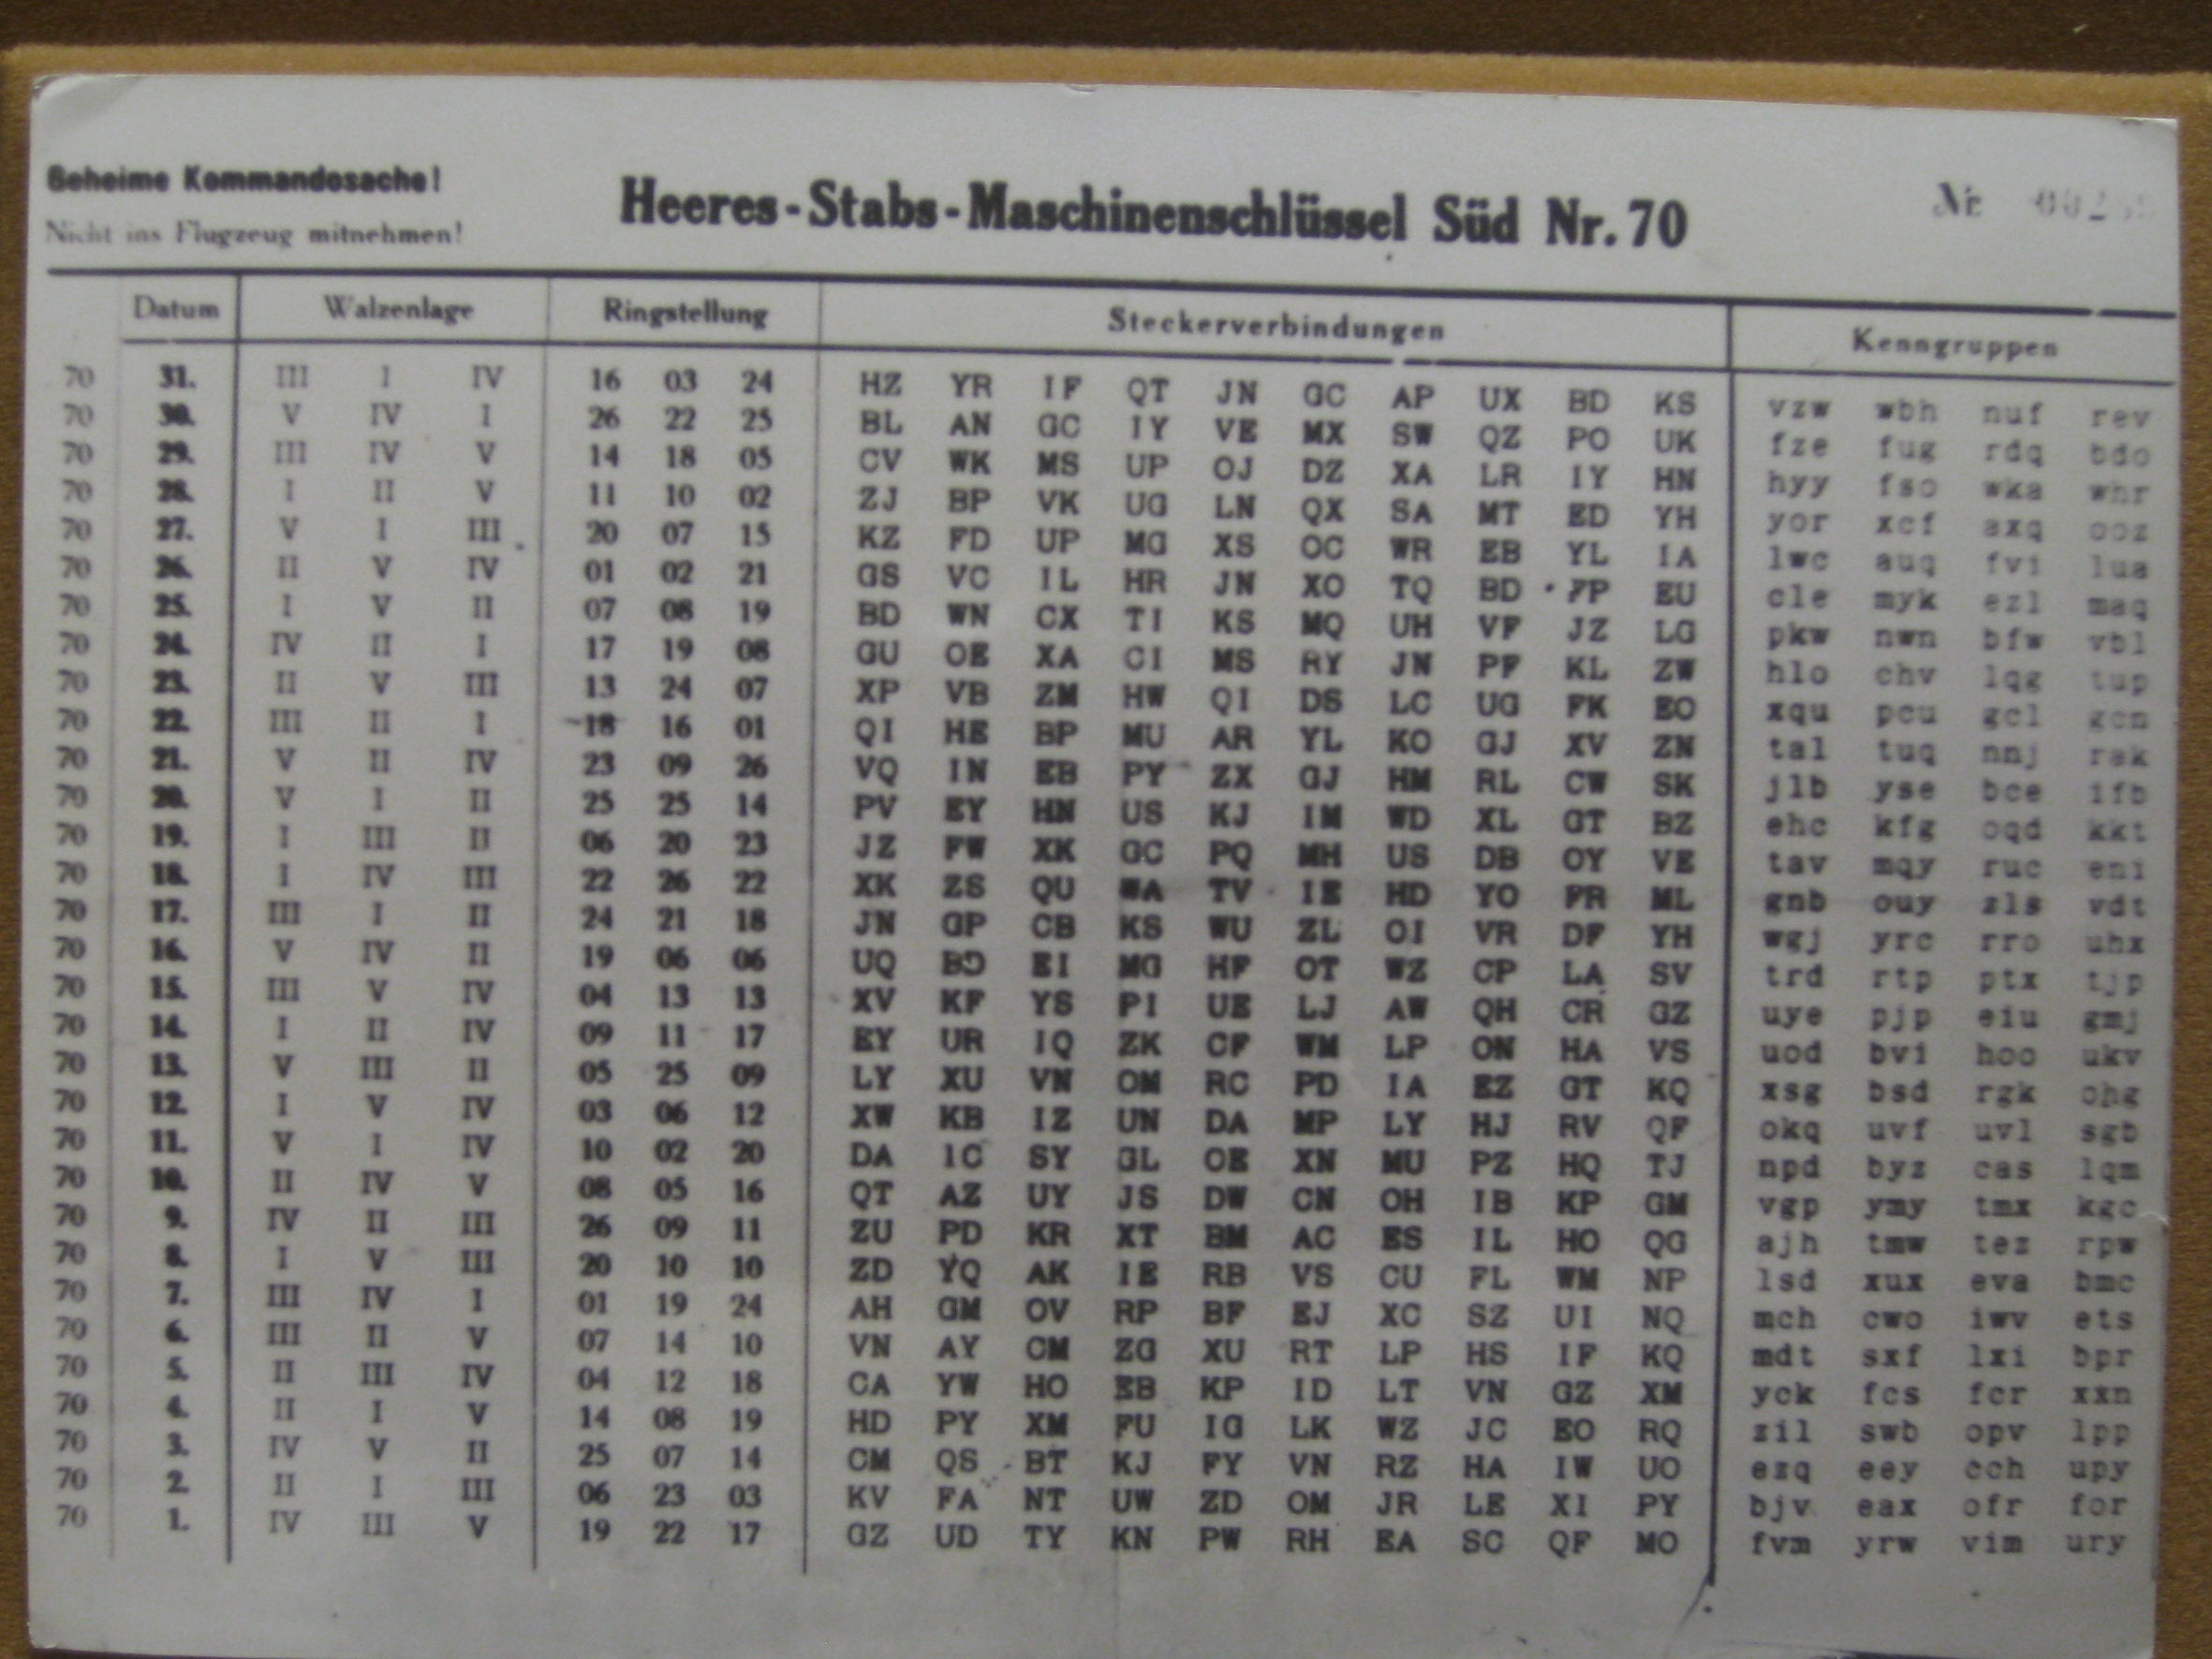 Geheime Kommandosache!
Nicht ins Flugzeug mitnehmen!
Heeres-Stabs-Maschinenschlüssel Süd Nr. 70
Nr.
Datum Walzenlage Ringstellung Steckerverbindungen Kenngruppen
70 31. III I IV 16 03 24 HZ YR IF QT JN GC AP UX BD KS vzw wbh nuf rev
70 30. V IV I 26 22 25 BL AN GC IY VE MX SW QZ PO UK fze fug rdq bdo
70 29. III IV V 14 18 05 CV WK MS UP OJ DZ XA LR IY HN hyy fso wka whr
70 28. I II V 11 10 02 ZJ BP VK UG LN QX SA MT ED YH yor xcf axq ooz
70 27. V I III 20 07 15 KZ FD UP MG XS OC WR EB YL IA lwc auq fvi lua
70 26. II V IV 01 02 21 GS VC IL HR JN XO TQ BD FP EU cle myk ezl maq
70 25. I V II 07 08 19 BD WN CX TI KS MQ UH VF JZ LG pkw nwn bfw vbl
70 24. IV II I 17 19 08 GU OE XA CI MS RY JN PF KL ZW hlo chv lqg tup
70 23. II V III 13 24 07 XP VB ZM HW QI DS LC UG FK EO xqu pcu gcl gcn
70 22. III II I 18 16 01 QI HE BP MU AR YL KO GJ XV ZN tal tuq nnj rak
70 21. V II IV 23 09 26 VQ IN EB PY ZX GJ HM RL CW SK jlb yse bce ifb
70 20. V I II 25 25 14 PV EY HN US KJ IM WD XL GT BZ ehc kfg oqd kkt
70 19. I III II 06 20 23 JZ FW XK GC PQ MH US DB OY VE tav mqy ruc eni
70 18. I IV III 22 26 22 XK ZS QU WA TV IE HD YO FR ML gnb ouy zls vdt
70 17. III I II 24 21 18 JN GP CB KS WU ZL OI VR DF YH wgj yrc rro uhx
70 16. V IV II 19 06 06 UQ BD EI MG HF OT WZ CP LA SV trd rtp ptx tjp
70 15. III V IV 04 13 13 XV KF YS PI UE LJ AW QH CR GZ uye pjp eiu gmj
70 14. I II IV 09 11 17 EY UR IQ ZK CF WM LP ON HA VS uod bvi hoo ukv
70 13. V III II 05 25 09 LY XU VN OM RC PD IA EZ GT KQ xsg bsd rgk ohg
70 12. I V IV 03 06 12 XW KB IZ UN DA MP LY HJ RV QF okq uvf uvl sgb
70 11. V I IV 10 02 20 DA IC SY GL OE XN MU PZ HQ TJ npd byz cas lqm
70 10. II IV V 08 05 16 QT AZ UY JS DW CN OH IB KP GM vgp ymy tmx kgc
70 9. IV II III 26 09 11 ZU PD KR XT BM AC ES IL HO QG ajh tmw tez rpw
70 8. I V III 20 10 10 ZD YQ AK IE RB VS CU FL WM NP lsd xux eva bmc
70 7. III IV I 01 19 24 AH GM OV RP BF EJ XC SZ UI NQ mch cwo iwv ets
70 6. III II V 07 14 10 VN AY CM ZG XU RT LP HS IF KQ mdt sxf lxi bpr
70 5. II III IV 04 12 18 CA YW HO EB KP ID LT VN GZ XM yck fcs fcr xxn
70 4. II I V 14 08 19 HD PY XM FU IG LK WZ JC EO RQ zil swb opv lpp
70 3. IV V II 25 07 14 CM QS BT KJ FY VN RZ HA IW UO ezq eey cch upy
70 2. II I III 06 23 03 KV FA NT UW ZD OM JR LE XI PY bjv eax ofr for
70 1. IV III V 19 22 17 GZ UD TY KN PW RH EA SC QF MO fvm yrw vim ury